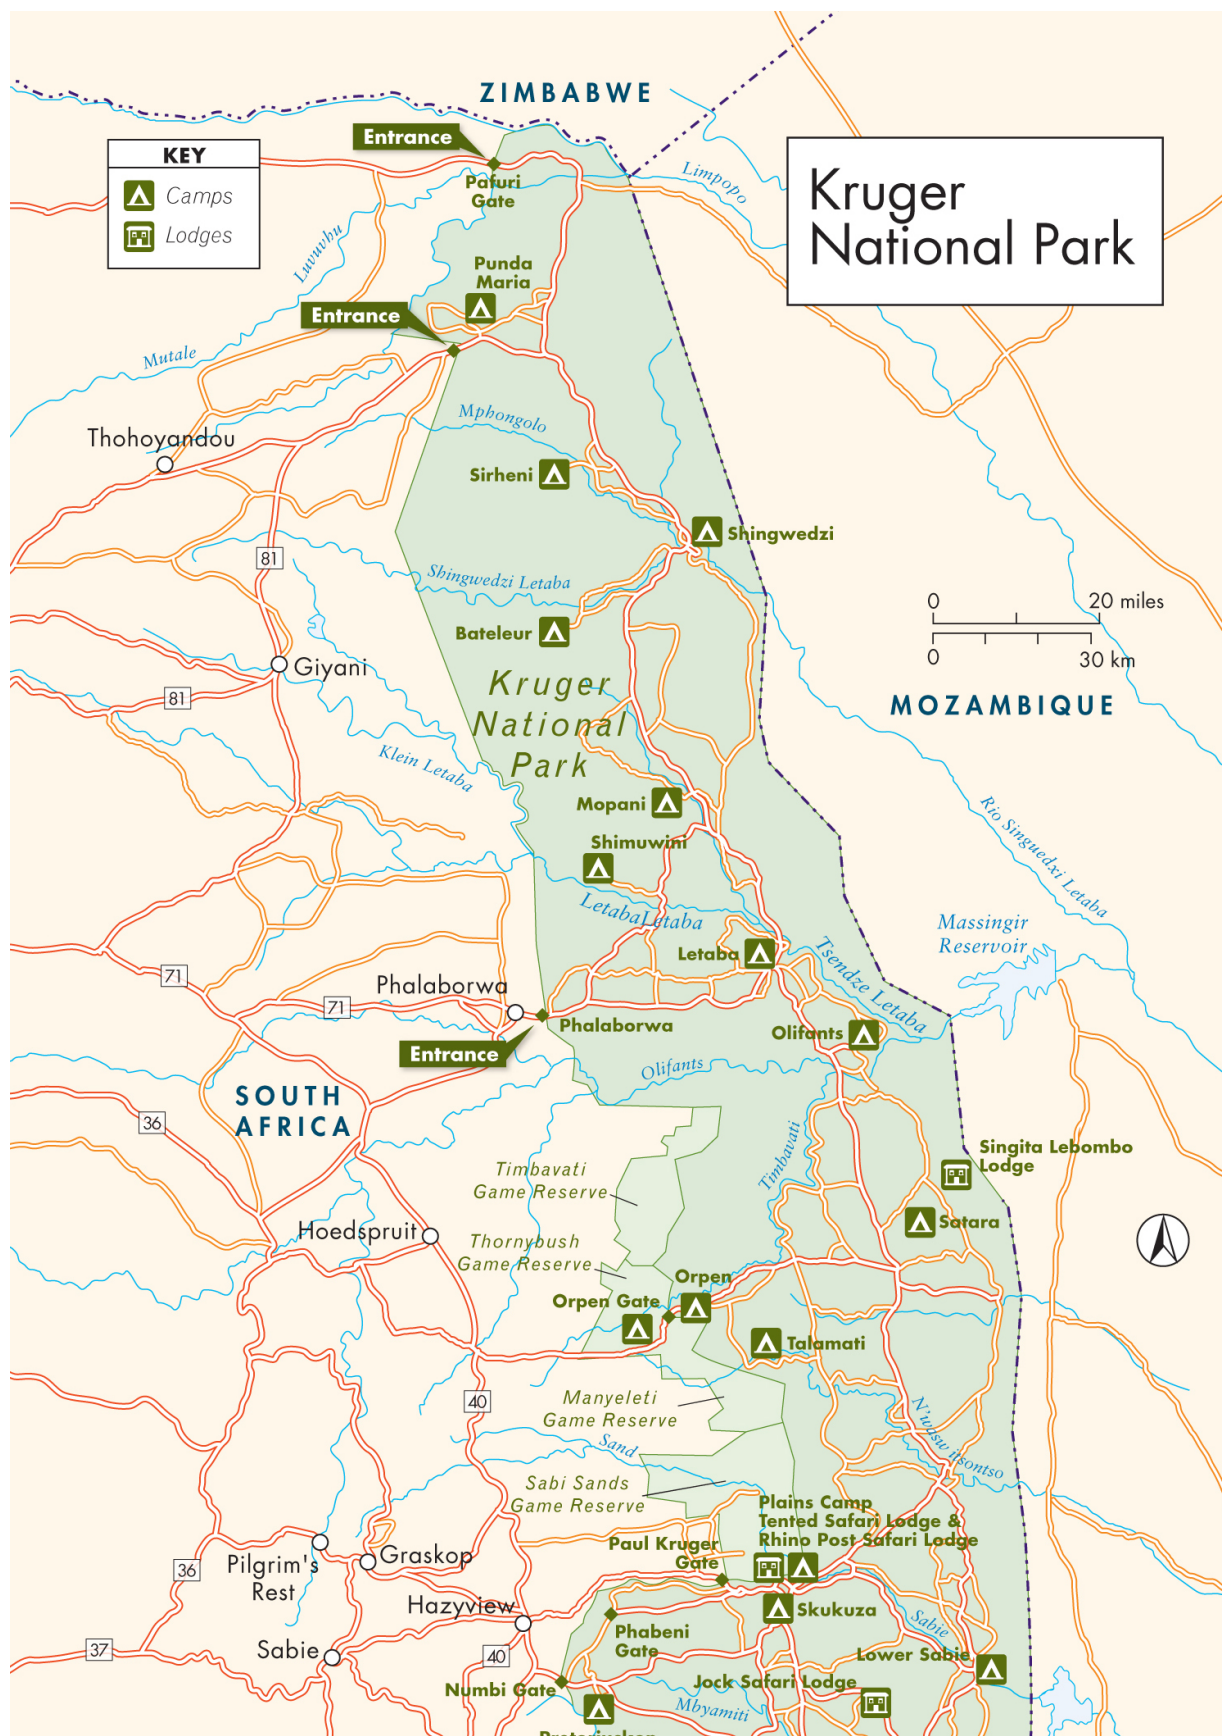 ZIMBABWE
Entrance
KEY
Camps
Lodges
Pafuri
Gate
Limpopo
Kruger
National Park
Luvuvhu
Punda
Maria
Entrance
Mutale
Mphongolo
Thohoyandou
Sirheni
Shingwedzi
81
Shingwedzi Letaba
0
20 miles
0
30 km
Bateleur
Giyani
81
Kruger
National
Park
MOZAMBIQUE
Klein Letaba
Mopani
Rio Singuedxi Letaba
Shimuwini
LetabaLetaba
Massingir
Reservoir
Letaba
Tsendze Letaba
71
Phalaborwa
71
Phalaborwa
Olifants
Entrance
Olifants
SOUTH
AFRICA
36
Timbavati
Singita Lebombo
Lodge
Timbavati
Game Reserve
Satara
Hoedspruit
Thornybush
Game Reserve
Orpen
Orpen Gate
Talamati
Manyeleti
Game Reserve
40
N'wasw itsontso
Sand
Sabi Sands
Game Reserve
Plains Camp
Tented Safari Lodge &
Rhino Post Safari Lodge
Paul Kruger
Gate
Pilgrim's
Rest
Graskop
36
Hazyview
Skukuza
Sabie
Phabeni
Gate
37
Sabie
40
Lower Sabie
Numbi Gate
Jock Safari Lodge
Mbyamiti